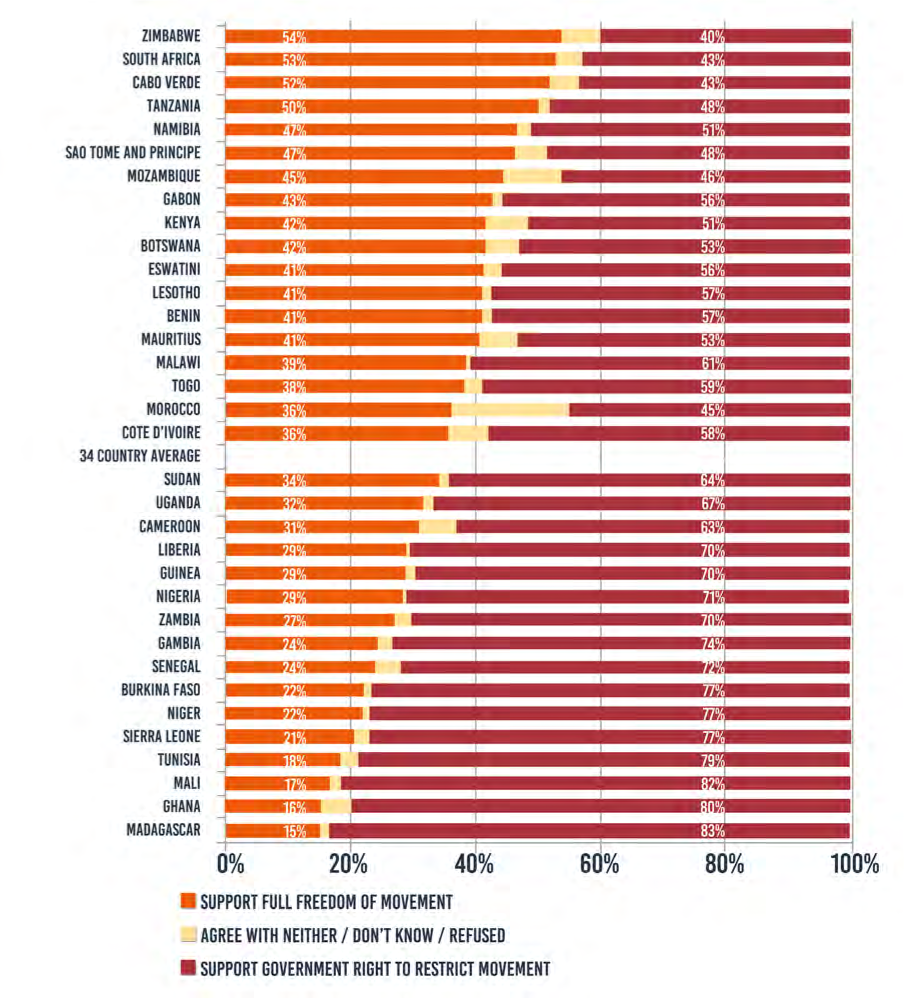 ZIMBABWE 54% 40%
SOUTH AFRICA 53% 43%
CABO VERDE 52% 43%
TANZANIA 50% 48%
NAMIBIA 47% 51%
SAO TOME AND PRINCIPE 47% 48%
MOZAMBIQUE 45% 46%
GABON 43% 56%
KENYA 42% 51%
BOTSWANA 42% 53%
ESWATINI 41% 56%
LESOTHO 41% 57%
BENIN 41% 57%
MAURITIUS 41% 53%
MALAWI 39% 61%
TOGO 38% 59%
MOROCCO 36% 45%
COTE D'IVOIRE 36% 58%
34 COUNTRY AVERAGE
SUDAN 34% 64%
UGANDA 32% 67%
CAMEROON 31% 63%
LIBERIA 29% 70%
GUINEA 29% 70%
NIGERIA 29% 71%
ZAMBIA 27% 70%
GAMBIA 24% 74%
SENEGAL 24% 72%
BURKINA FASO 22% 77%
NIGER 22% 77%
SIERRA LEONE 21% 77%
TUNISIA 18% 79%
MALI 17% 82%
GHANA 16% 80%
MADAGASCAR 15% 83%
0% 20% 40% 60% 80% 100%
SUPPORT FULL FREEDOM OF MOVEMENT
AGREE WITH NEITHER / DON'T KNOW / REFUSED
SUPPORT GOVERNMENT RIGHT TO RESTRICT MOVEMENT